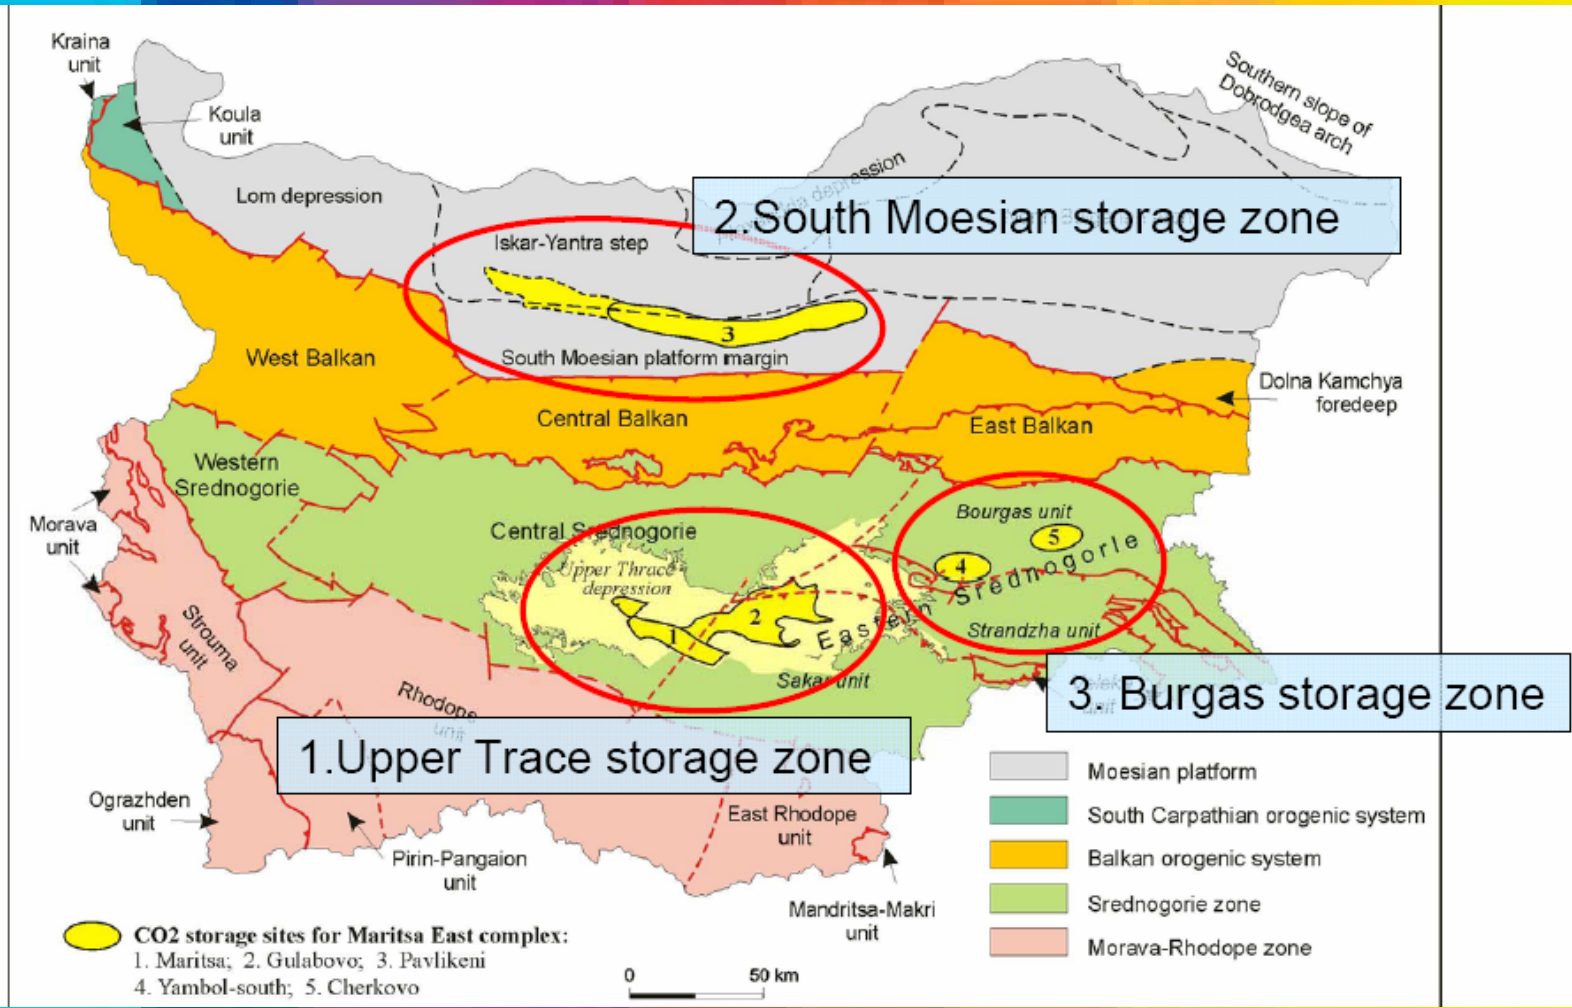 Kraina
unit
Koula
unit
Southern slope of
Dobrodgea arch
Lom depression
depression
2.South Moesian storage zone
Iskar-Yantra step
3
South Moesian platform margin
West Balkan
Dolna Kamchya
foredeep
Central Balkan
East Balkan
Western
Srednogorie
Morava
unit
Central Srednogorie
Bourgas unit
5
4
Upper Thrace
depression
2
1
Eastern Srednogorie
Strandzha unit
Strouma
unit
Sakar unit
Rhodope
unit
3. Burgas storage zone
unit
1.Upper Trace storage zone
Ograzhden
unit
Pirin-Pangaion
unit
East Rhodope
unit
Mandritsa-Makri
unit
Moesian platform
South Carpathian orogenic system
Balkan orogenic system
Srednogorie zone
Morava-Rhodope zone
CO2 storage sites for Maritsa East complex:
1. Maritsa; 2. Gulabovo; 3. Pavlikeni
4. Yambol-south; 5. Cherkovo
0 50 km